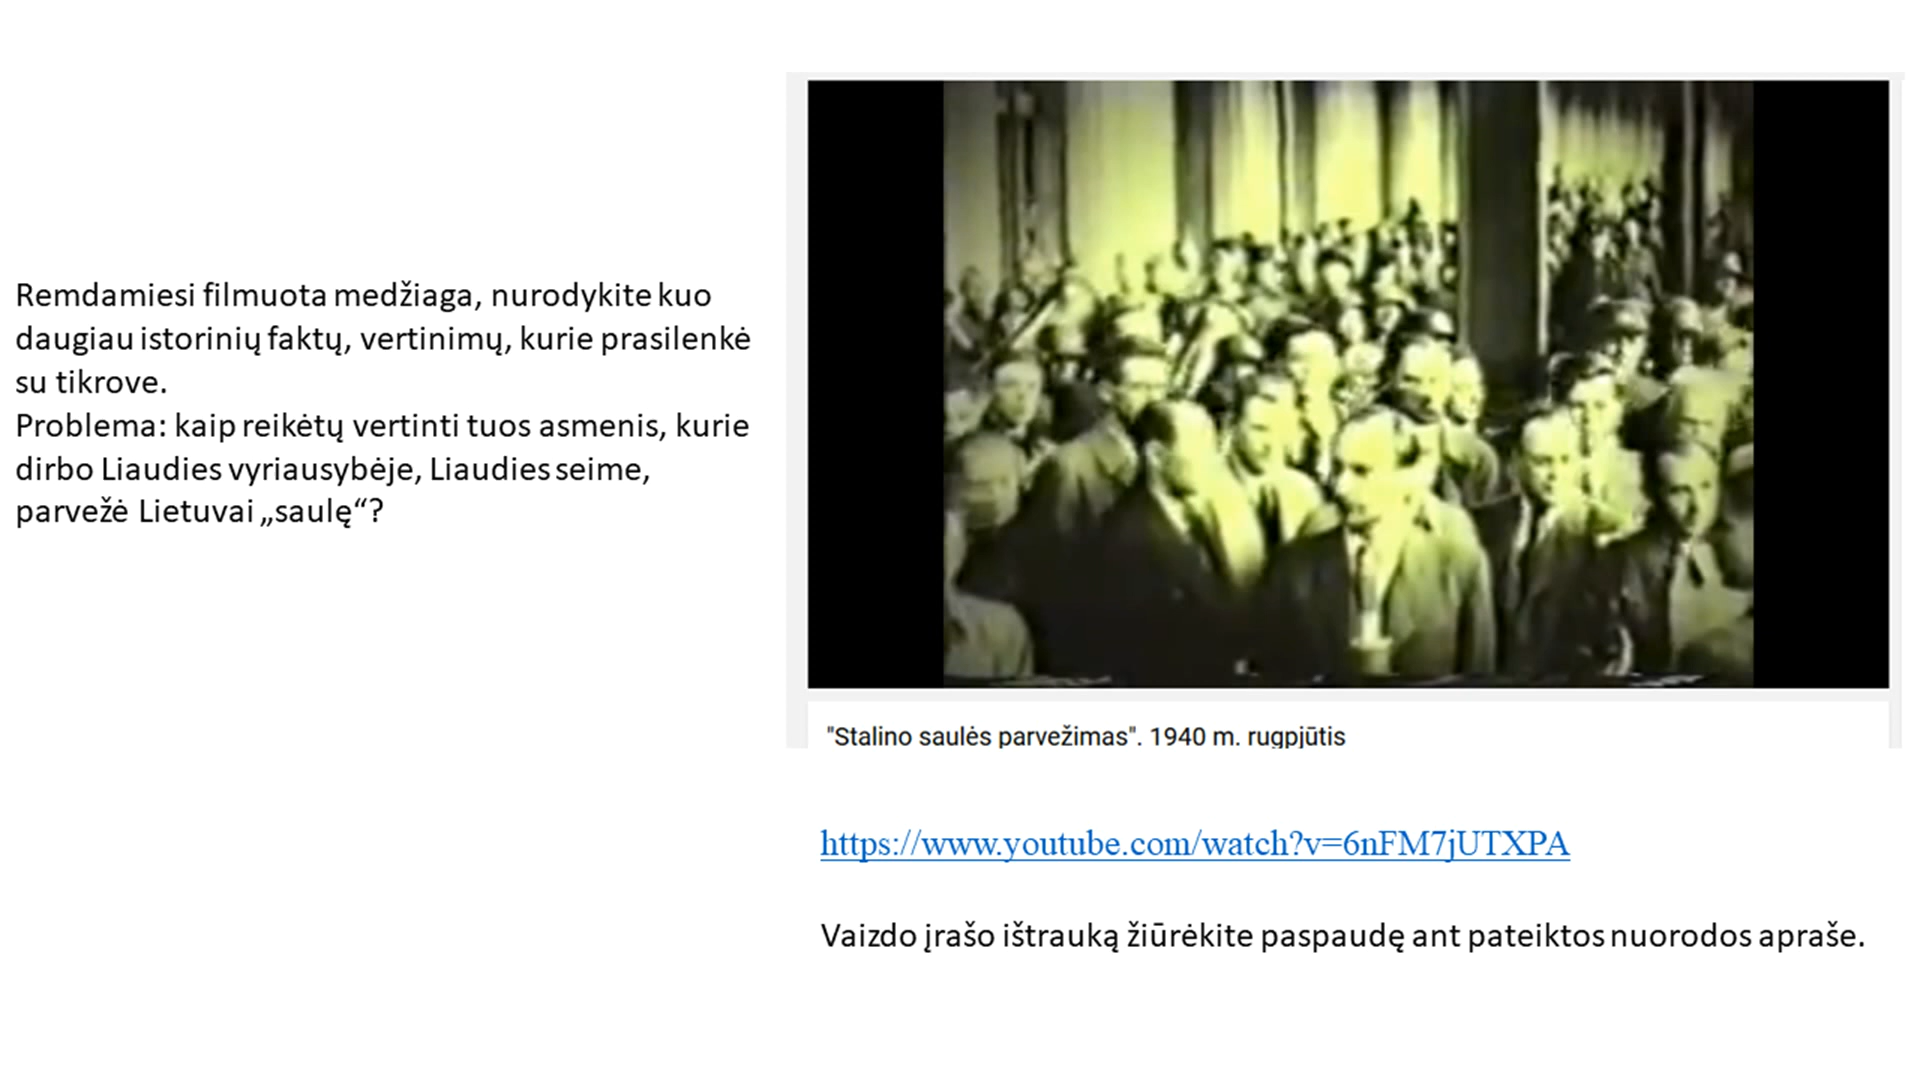 Remdamiesi filmuota medžiaga, nurodykite kuo
daugiau istorinių faktų, vertinimų, kurie prasilenkė
su tikrove.
Problema: kaip reikėtų vertinti tuos asmenis, kurie
dirbo Liaudies vyriausybėje, Liaudies seime,
parvežė Lietuvai „saulę“?
"Stalino saulės parvežimas". 1940 m. rugpjūtis
https://www.youtube.com/watch?v=6nFM7jUTXPA
Vaizdo įrašo ištrauką žiūrėkite paspaudę ant pateiktos nuorodos apraše.